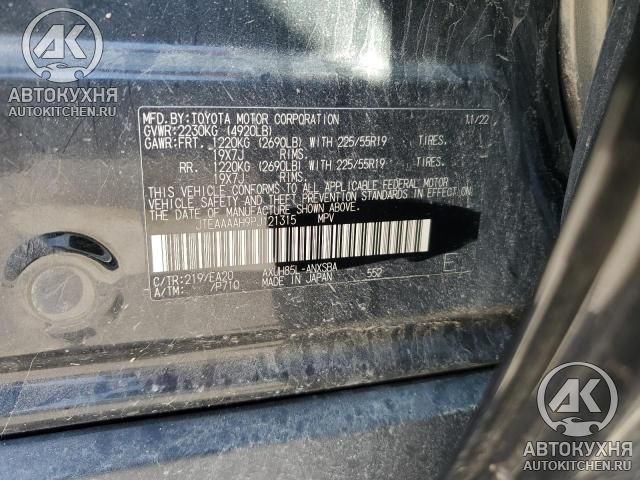 AK
АВТОКУХНЯ
AUTOKITCHEN.RU
MFD.BY:TOYOTA MOTOR CORPORATION 11/22
GVWR:2230KG (4920LB)
GAWR:FRT. 1220KG (2690LB) WITH 225/55R19 TIRES,
19X7J RIMS,
RR. 1220KG (2690LB) WITH 225/55R19 TIRES,
19X7J RIMS,
THIS VEHICLE CONFORMS TO ALL APPLICABLE FEDERAL MOTOR
VEHICLE SAFETY AND THEFT PREVENTION STANDARDS IN EFFECT ON
THE DATE OF MANUFACTURE SHOWN ABOVE.
JTEAAAAH9PJ121315 MPV
C/TR:219/EA20 AXUH85L-ANXSBA 552 E
A/TM: /P710 MADE IN JAPAN
AK
АВТОКУХНЯ
AUTOKITCHEN.RU